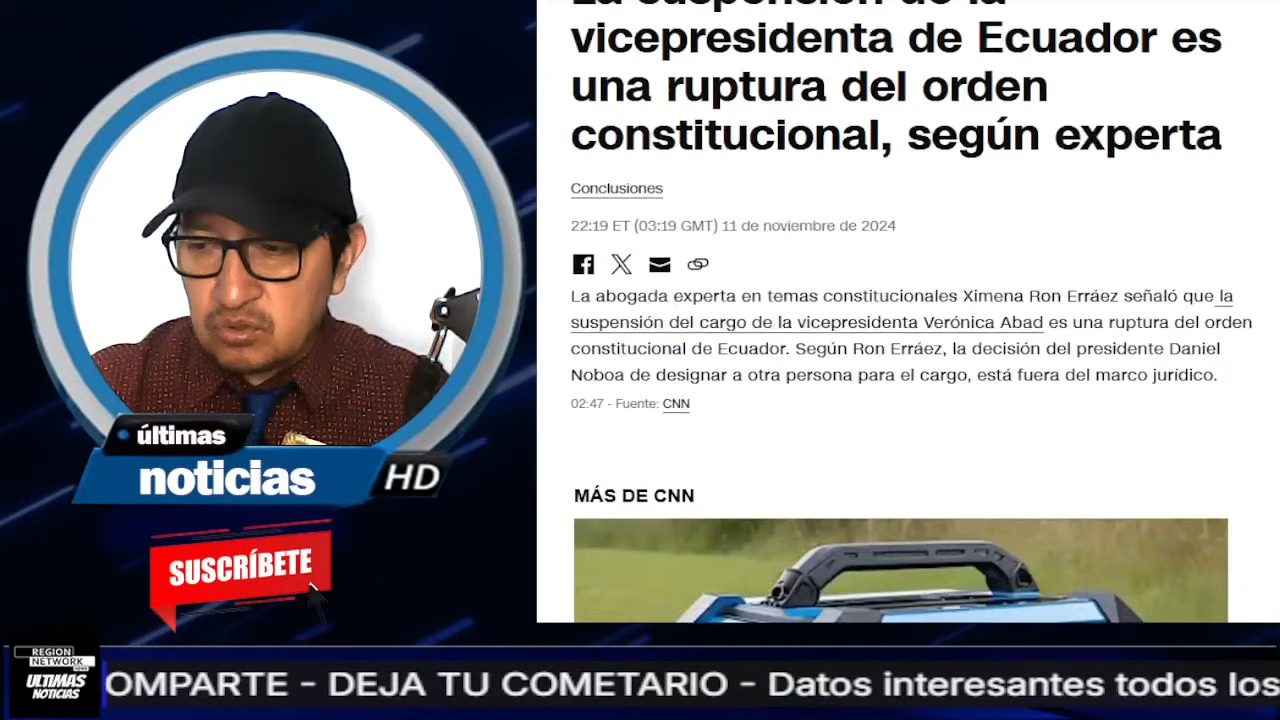 vicepresidenta de Ecuador es
una ruptura del orden
constitucional, según experta
Conclusiones
22:19 ET (03:19 GMT) 11 de noviembre de 2024
La abogada experta en temas constitucionales Ximena Ron Erráez señaló que la
suspensión del cargo de la vicepresidenta Verónica Abad es una ruptura del orden
constitucional de Ecuador. Según Ron Erráez, la decisión del presidente Daniel
Noboa de designar a otra persona para el cargo, está fuera del marco jurídico.
02:47 - Fuente: CNN
MÁS DE CNN
últimas
noticias HD
SUSCRÍBETE
REGION
NETWORK
ULTIMAS
NOTICIAS
OMPARTE - DEJA TU COMETARIO - Datos interesantes todos los